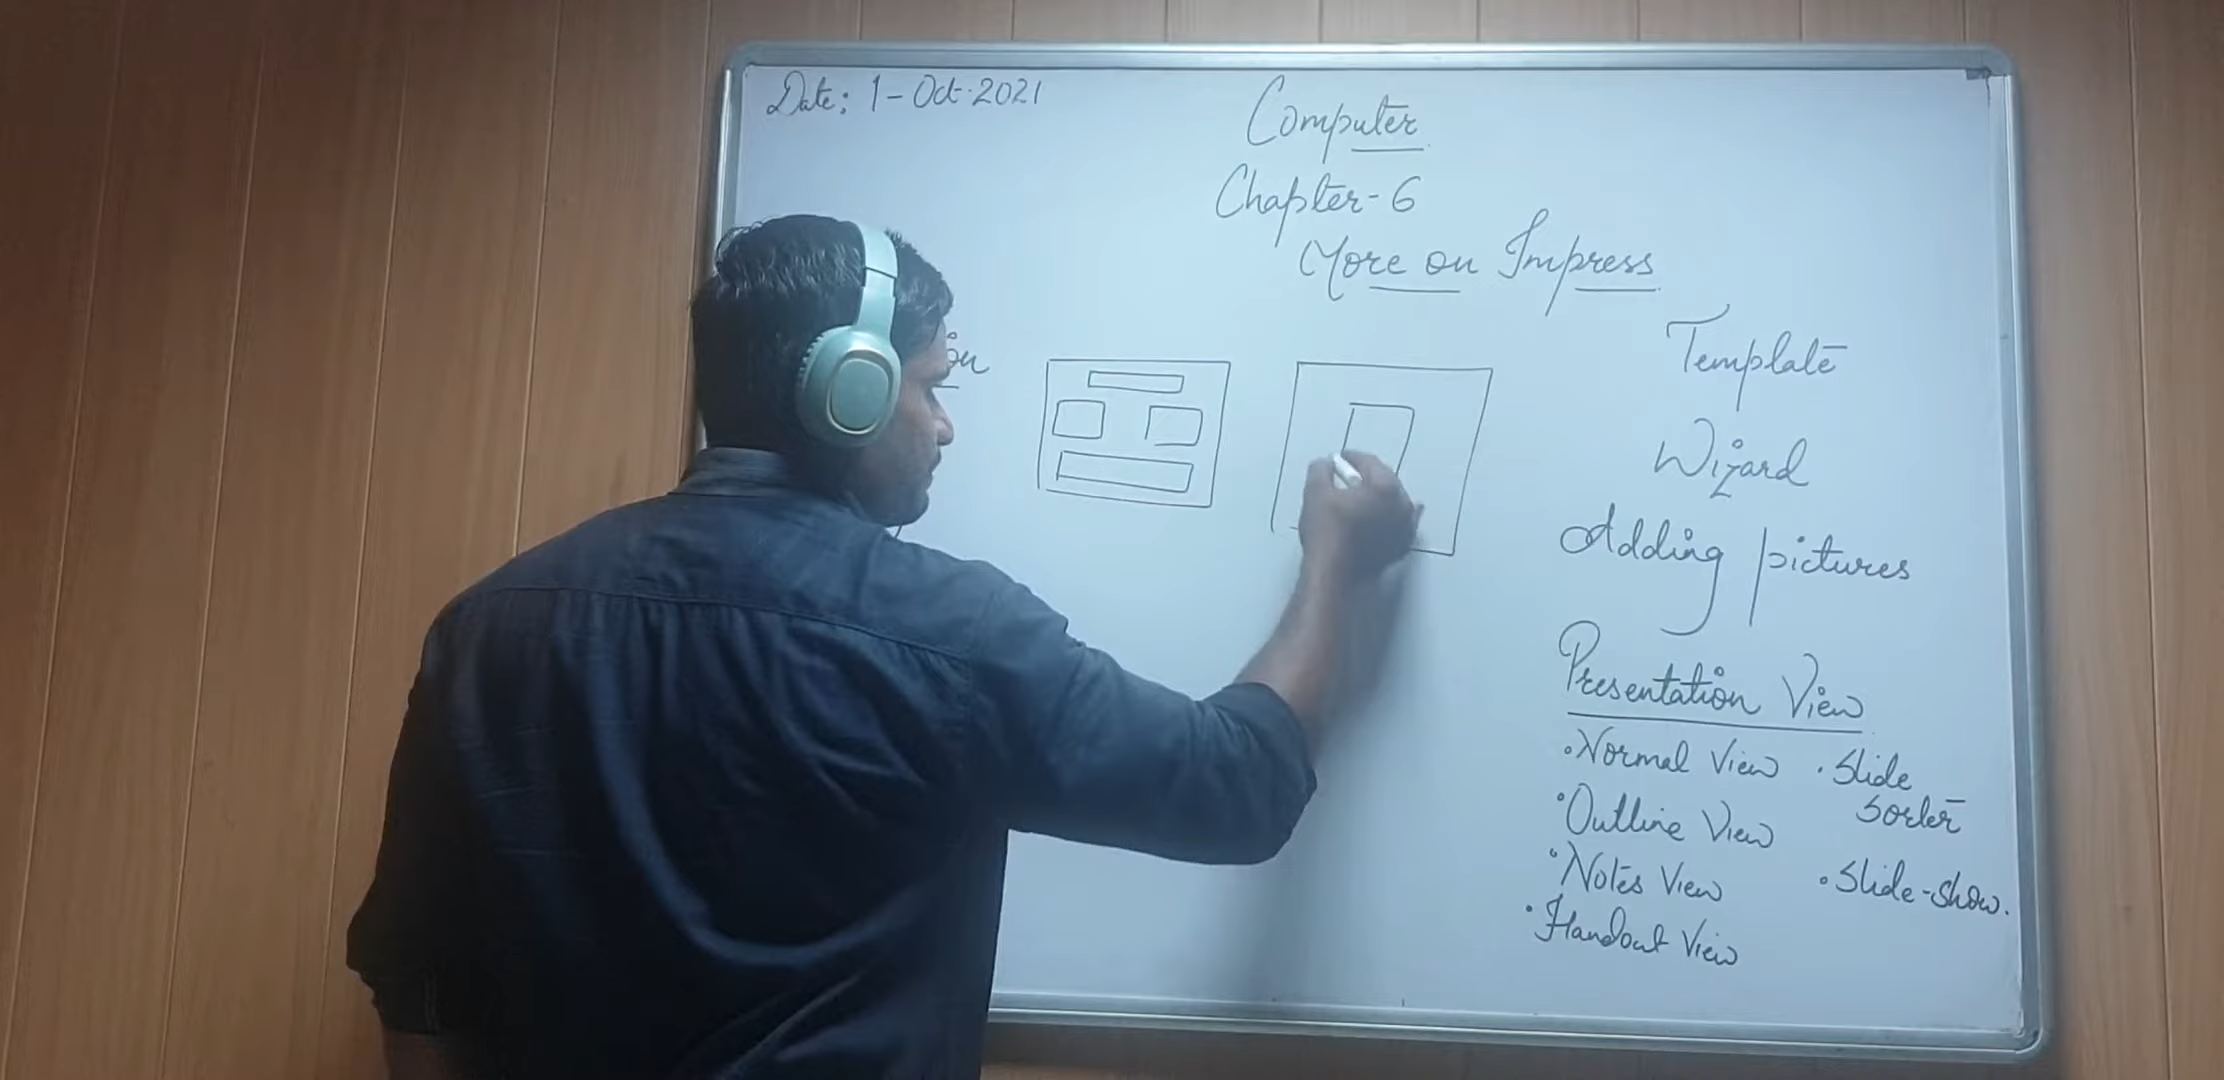 Date: 1-Oct-2021
Computer
Chapter-6
More on Impress
Template
Wizard
Adding pictures
Presentation View
• Normal View • Slide Sorter
• Outline View
• Notes View • Slide-Show.
• Handout View